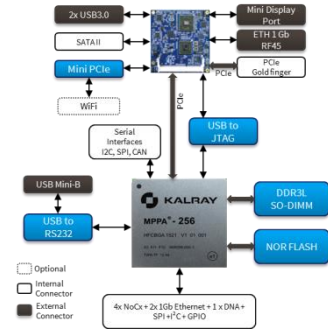 2x USB3.0
Mini Display
Port
SATAII
ETH 1 Gb
RF45
Mini PCIe
PCIe
PCIe
Gold finger
WiFi
PCIe
USB to
JTAG
Serial
Interfaces
I2C, SPI, CAN
USB Mini-B
USB to
RS232
KALRAY
MPPA®-256
DDR3L
SO-DIMM
NOR FLASH
Optional
Internal
Connector
External
Connector
4x NoCx + 2x 1Gb Ethernet + 1 x DNA+
SPI +I²C+ GPIO